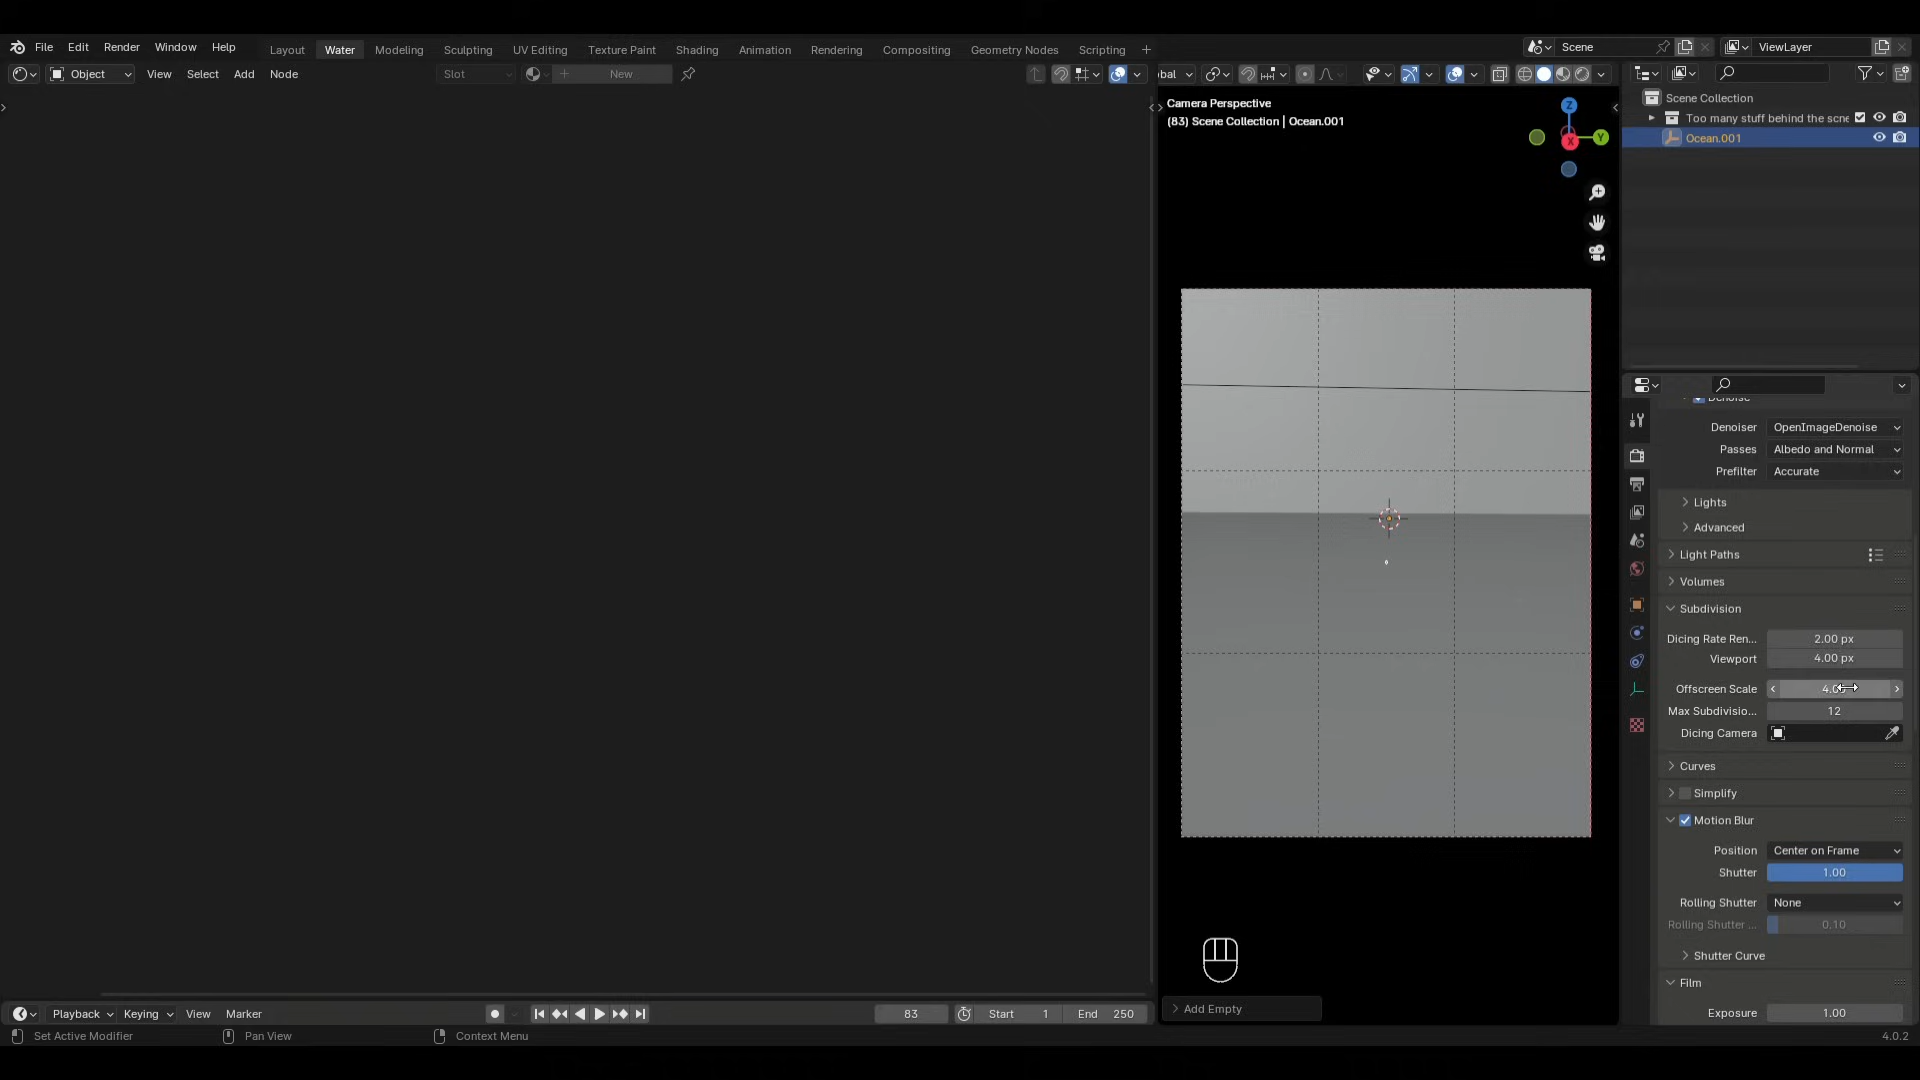 File Edit Render Window Help Layout Water Modeling Sculpting UV Editing Texture Paint Shading Animation Rendering Compositing Geometry Nodes Scripting + Scene ViewLayer
Object View Select Add Node Slot New bal
Camera Perspective
(83) Scene Collection | Ocean.001
Z
Y
X
Scene Collection
Too many stuff behind the scne
Ocean.001
Denoise
Denoiser OpenImageDenoise
Passes Albedo and Normal
Prefilter Accurate
Lights
Advanced
Light Paths
Volumes
Subdivision
Dicing Rate Ren... 2.00 px
Viewport 4.00 px
Offscreen Scale
Max Subdivisio... 12
Dicing Camera
Curves
Simplify
Motion Blur
Position Center on Frame
Shutter 1.00
Rolling Shutter None
Rolling Shutter ... 0.10
Shutter Curve
Film
Exposure 1.00
Add Empty
Playback Keying View Marker 83 Start 1 End 250
Set Active Modifier Pan View Context Menu 4.0.2